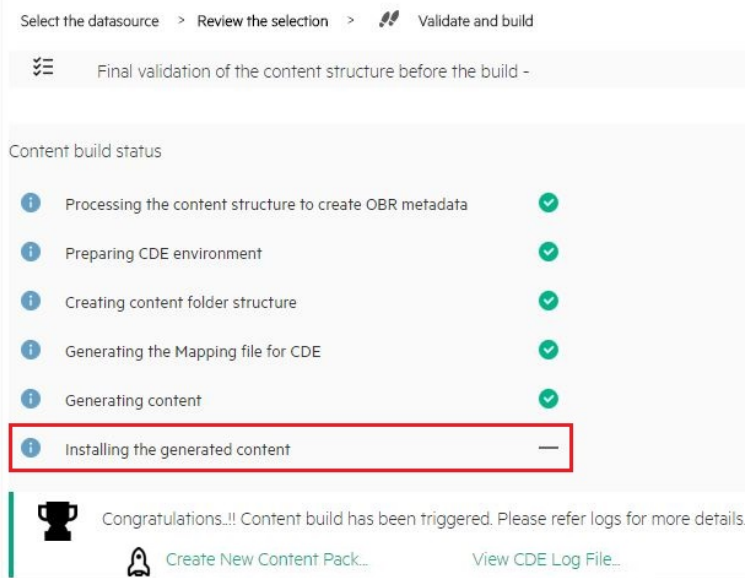 Select the datasource > Review the selection > Validate and build
Final validation of the content structure before the build -
Content build status
Processing the content structure to create OBR metadata
Preparing CDE environment
Creating content folder structure
Generating the Mapping file for CDE
Generating content
Installing the generated content
Congratulations..!! Content build has been triggered. Please refer logs for more details.
Create New Content Pack... View CDE Log File...